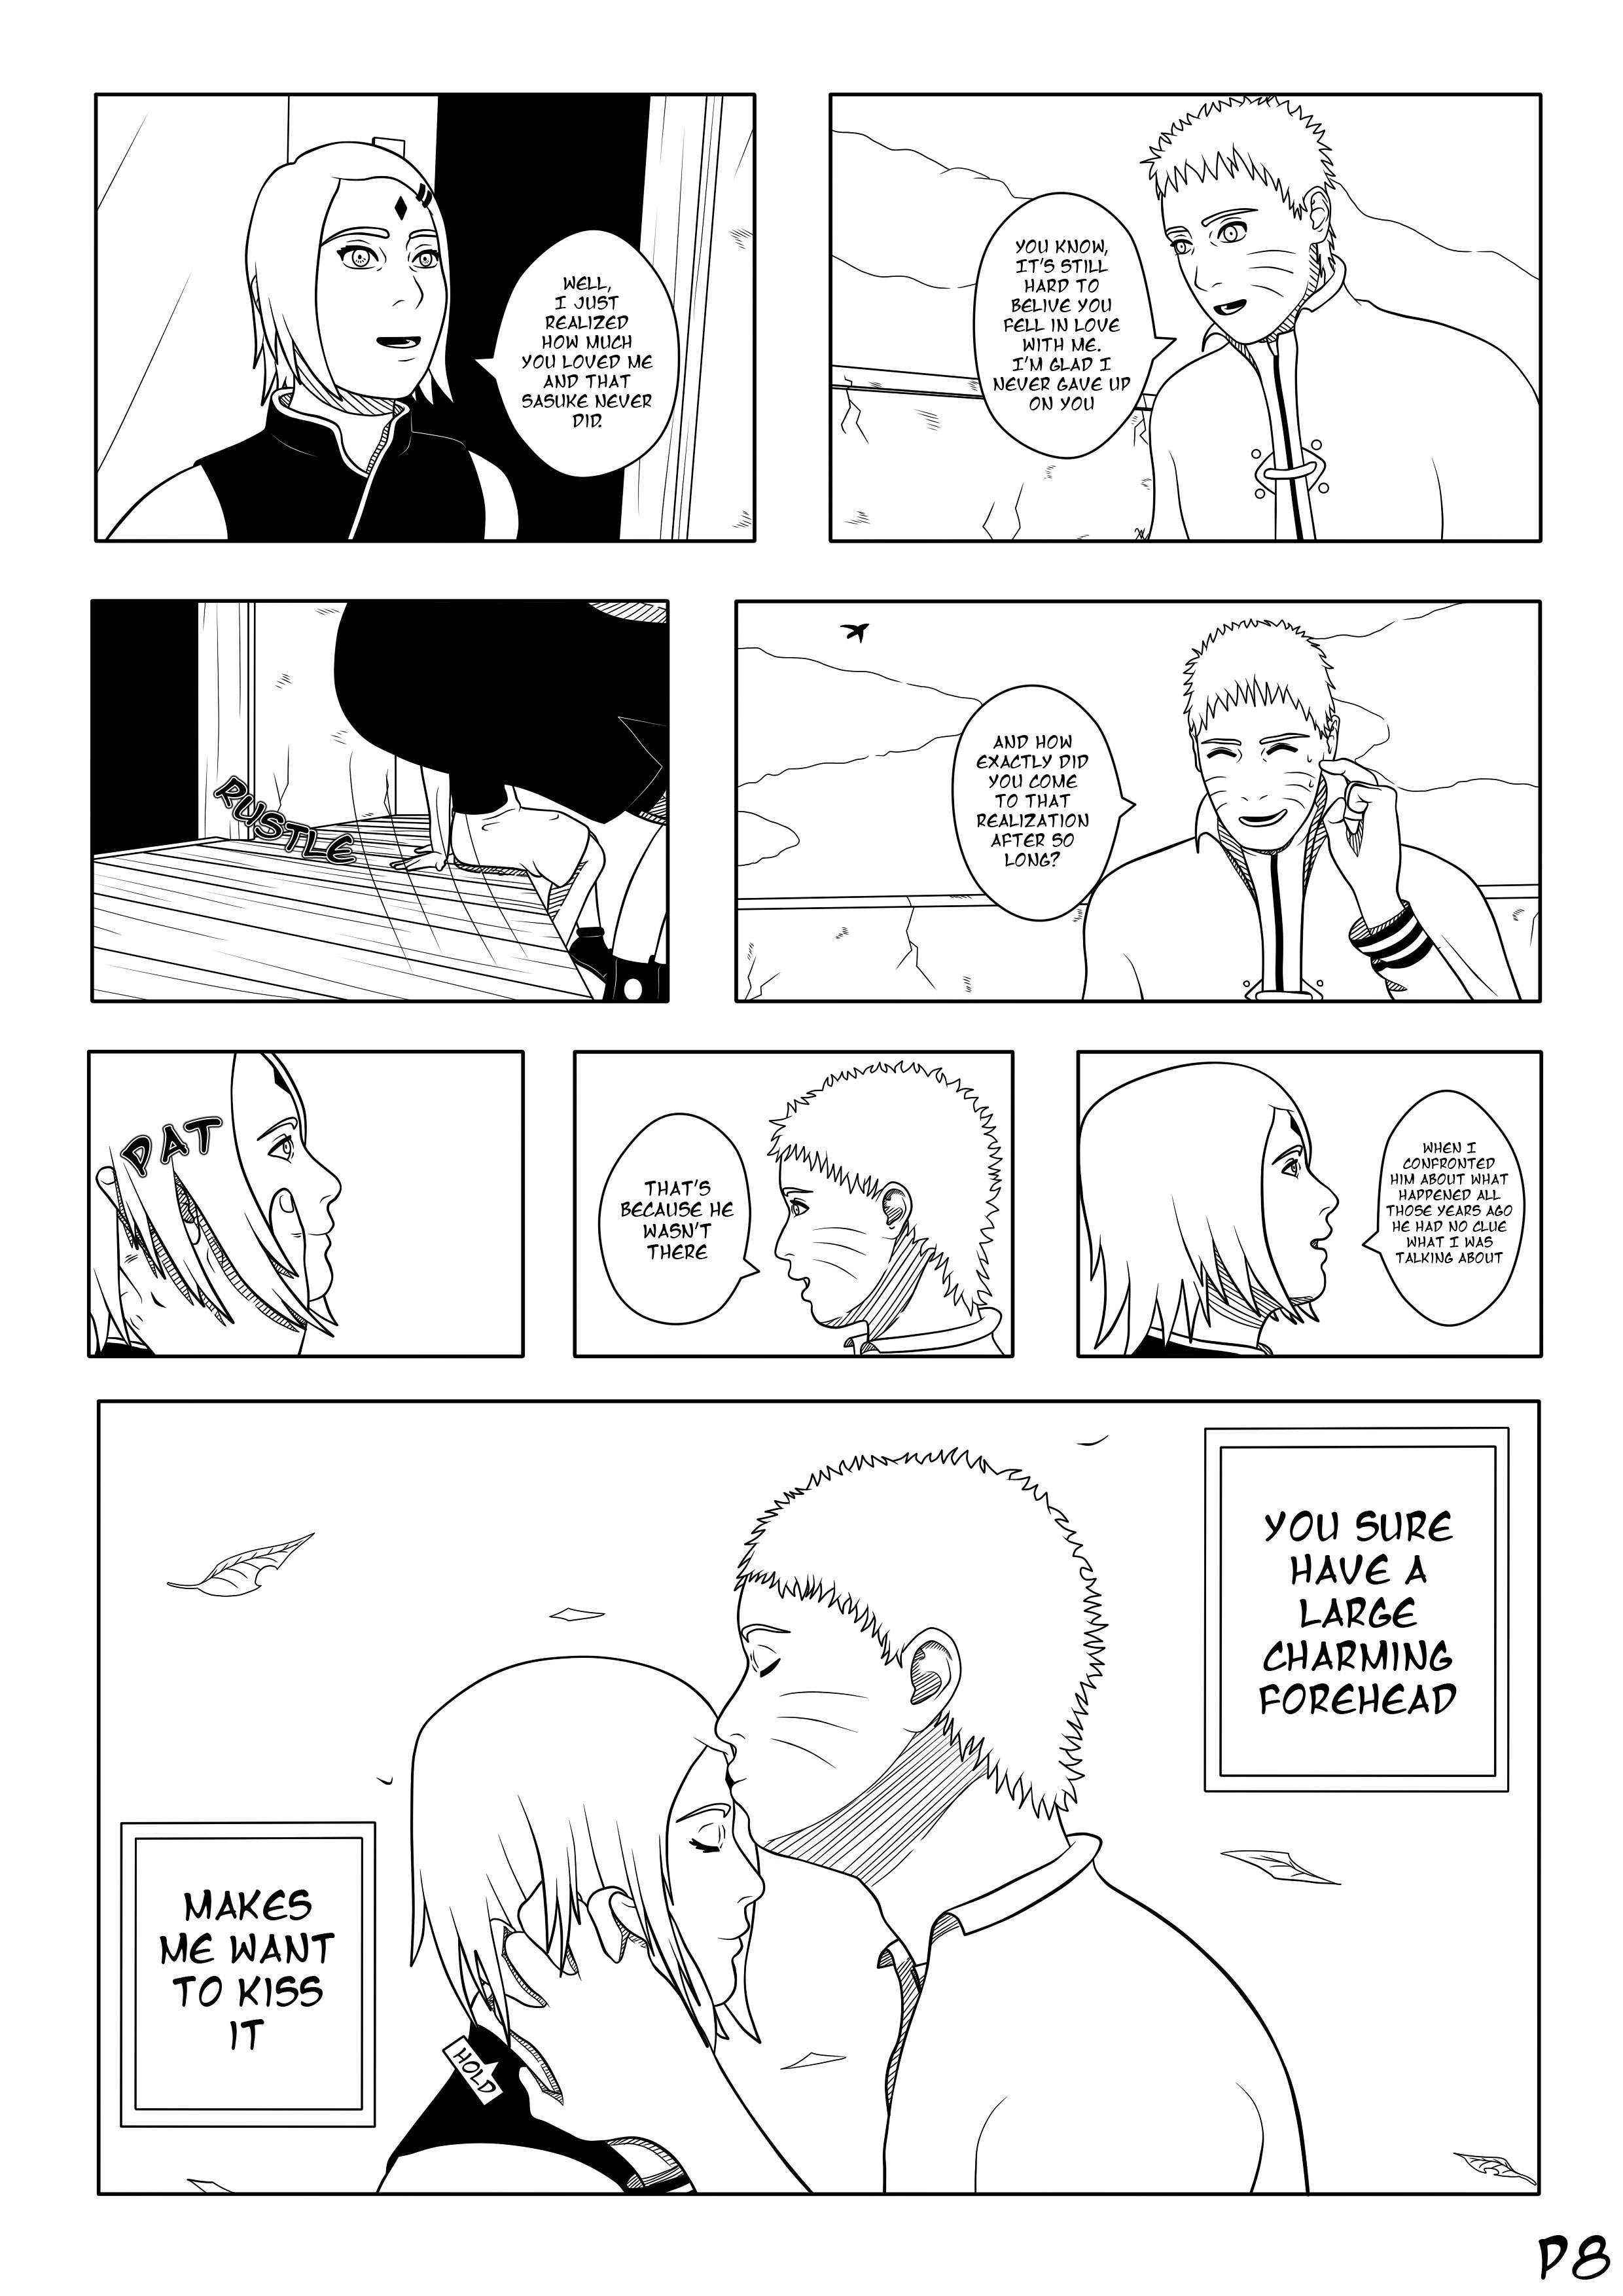 YOU KNOW,
IT'S STILL
HARD TO
BELIVE YOU
FELL IN LOVE
WITH ME.
I'M GLAD I
NEVER GAVE UP
ON YOU
WELL,
I JUST
REALIZED
HOW MUCH
YOU LOVED ME
AND THAT
SASUKE NEVER
DID.
AND HOW
EXACTLY DID
YOU COME
TO THAT
REALIZATION
AFTER SO
LONG?
RUSTLE
WHEN I
CONFRONTED
HIM ABOUT WHAT
HAPPENED ALL
THOSE YEARS AGO
HE HAD NO CLUE
WHAT I WAS
TALKING ABOUT
THAT'S
BECAUSE HE
WASN'T
THERE
PAT
YOU SURE
HAVE A
LARGE
CHARMING
FOREHEAD
MAKES
ME WANT
TO KISS
IT
HOLD
P8